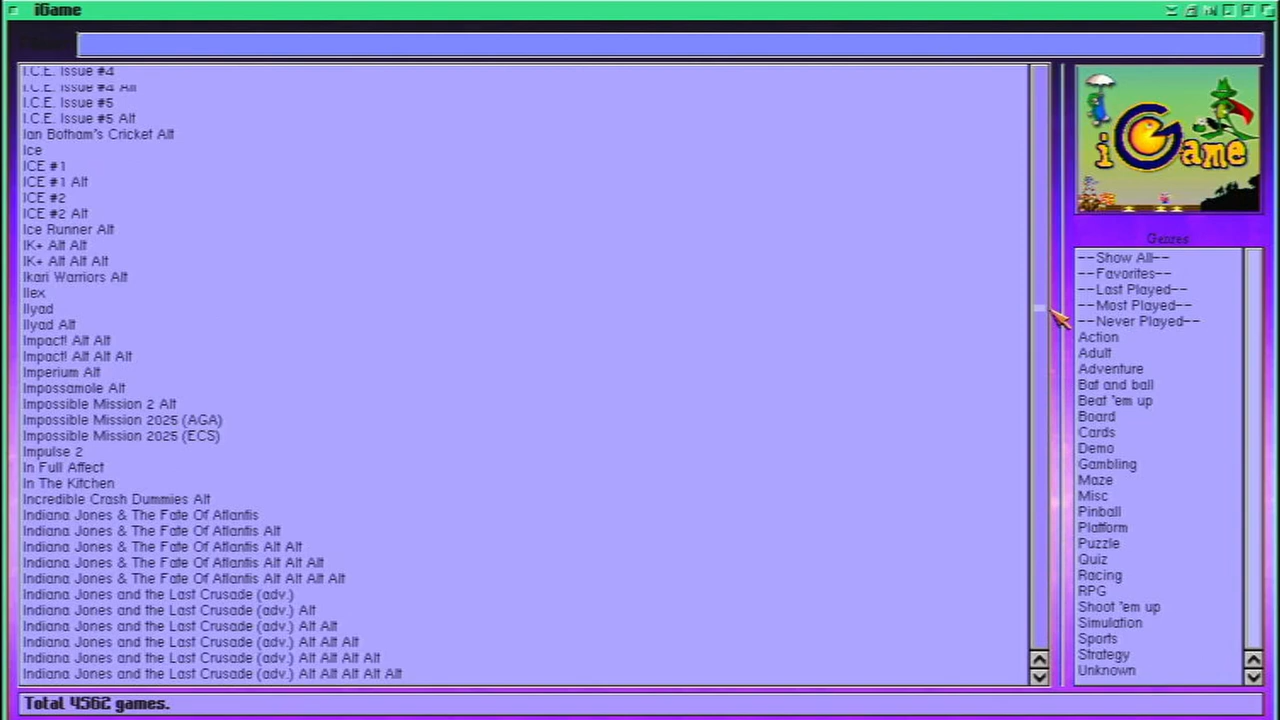 iGame
I.C.E. Issue #4
I.C.E. Issue #4 Alt
I.C.E. Issue #5
I.C.E. Issue #5 Alt
Ian Botham's Cricket Alt
Ice
ICE #1
ICE #1 Alt
ICE #2
ICE #2 Alt
Ice Runner Alt
IK+ Alt Alt
IK+ Alt Alt Alt
Ikari Warriors Alt
Ilex
Ilyad
Ilyad Alt
Impact! Alt Alt
Impact! Alt Alt Alt
Imperium Alt
Impossamole Alt
Impossible Mission 2 Alt
Impossible Mission 2025 (AGA)
Impossible Mission 2025 (ECS)
Impulse 2
In Full Affect
In The Kitchen
Incredible Crash Dummies Alt
Indiana Jones & The Fate Of Atlantis
Indiana Jones & The Fate Of Atlantis Alt
Indiana Jones & The Fate Of Atlantis Alt Alt
Indiana Jones & The Fate Of Atlantis Alt Alt Alt
Indiana Jones & The Fate Of Atlantis Alt Alt Alt Alt
Indiana Jones and the Last Crusade (adv.)
Indiana Jones and the Last Crusade (adv.) Alt
Indiana Jones and the Last Crusade (adv.) Alt Alt
Indiana Jones and the Last Crusade (adv.) Alt Alt Alt
Indiana Jones and the Last Crusade (adv.) Alt Alt Alt Alt
Indiana Jones and the Last Crusade (adv.) Alt Alt Alt Alt Alt
iGame
Genres
--Show All--
--Favorites--
--Last Played--
--Most Played--
--Never Played--
Action
Adult
Adventure
Bat and ball
Beat 'em up
Board
Cards
Demo
Gambling
Maze
Misc
Pinball
Platform
Puzzle
Quiz
Racing
RPG
Shoot 'em up
Simulation
Sports
Strategy
Unknown
Total 4562 games.